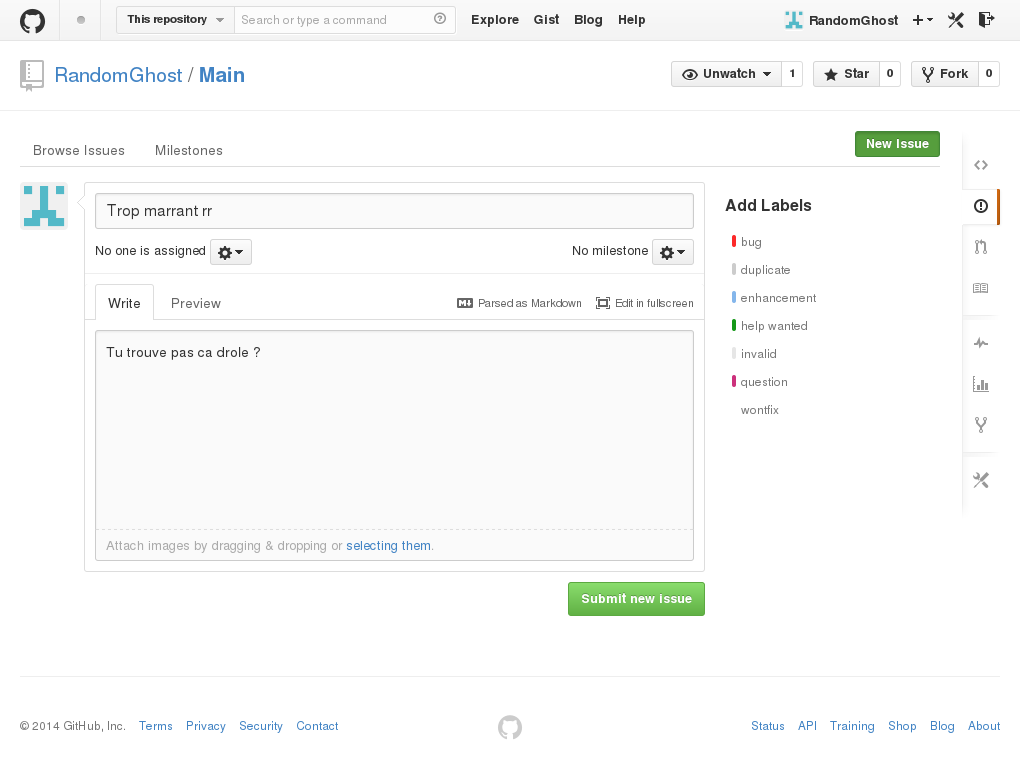 This repository Search or type a command Explore Gist Blog Help RandomGhost
RandomGhost / Main Unwatch 1 Star 0 Fork 0
Browse Issues Milestones New Issue
Trop marrant rr
No one is assigned No milestone
Write Preview Parsed as Markdown Edit in fullscreen
Tu trouve pas ca drole ?
Attach images by dragging & dropping or selecting them.
Submit new issue
Add Labels
bug
duplicate
enhancement
help wanted
invalid
question
wontfix
© 2014 GitHub, Inc. Terms Privacy Security Contact Status API Training Shop Blog About